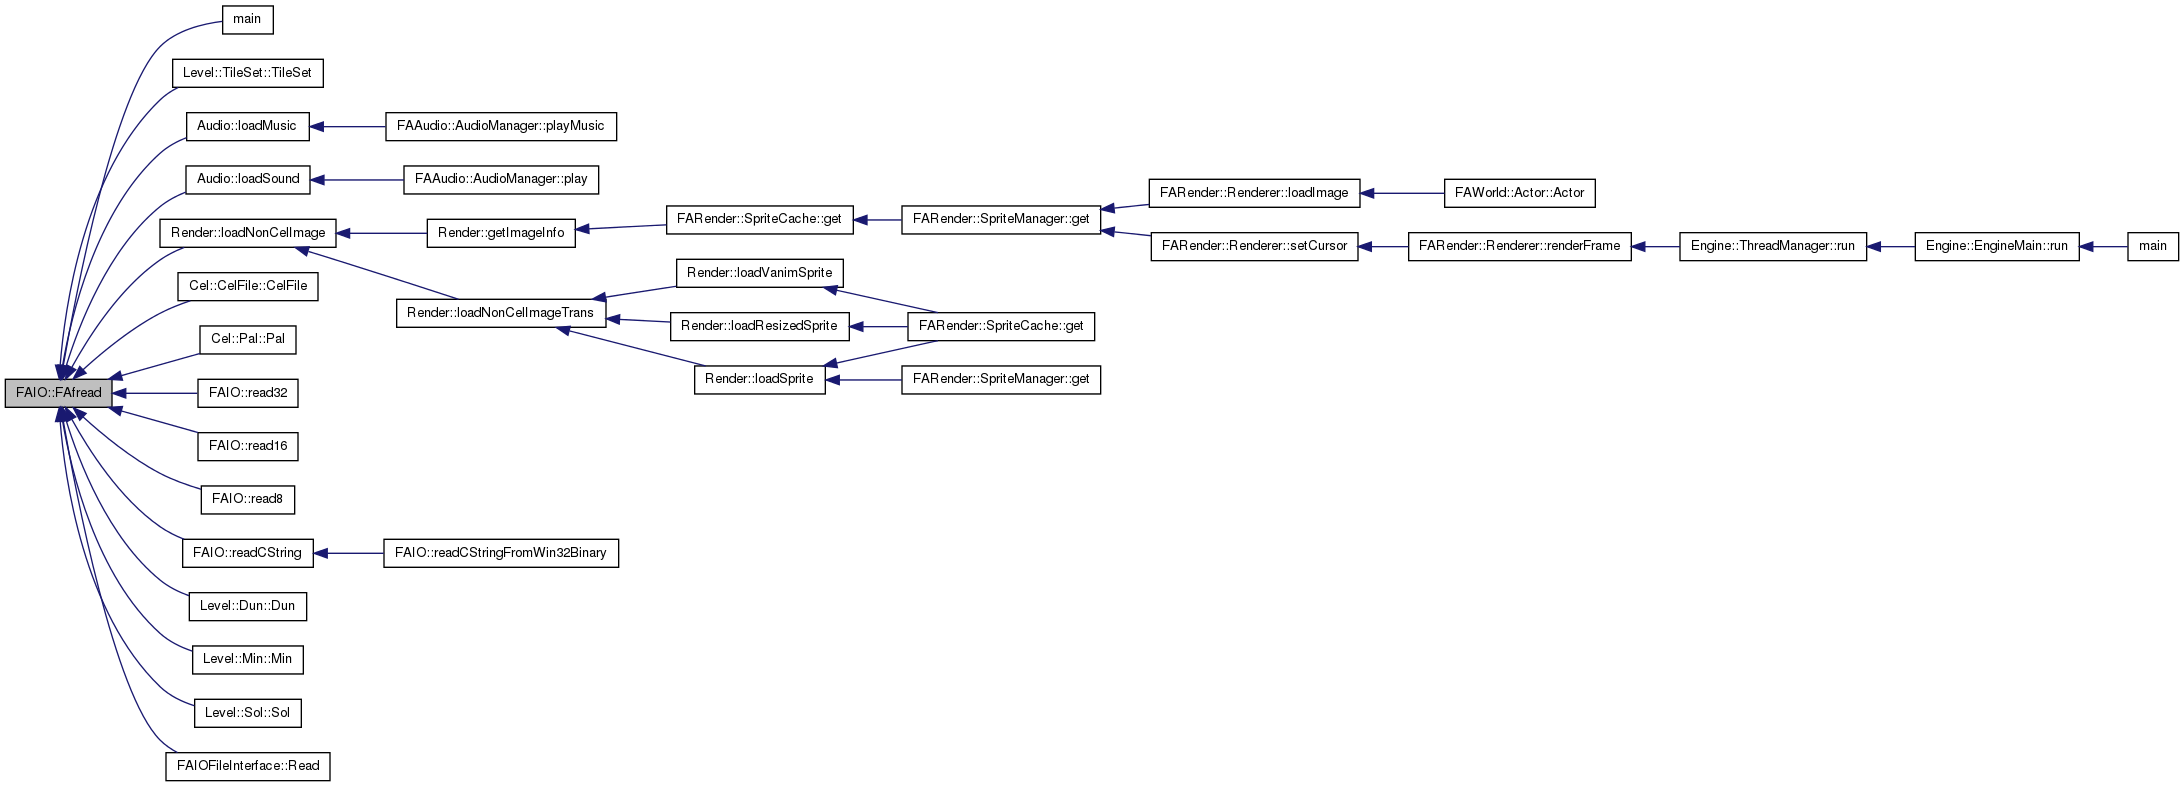 main
Level::TileSet::TileSet
Audio::loadMusic
FAAudio::AudioManager::playMusic
Audio::loadSound
FAAudio::AudioManager::play
FARender::Renderer::loadImage
FAWorld::Actor::Actor
Render::loadNonCelImage
Render::getImageInfo
FARender::SpriteCache::get
FARender::SpriteManager::get
FARender::Renderer::setCursor
FARender::Renderer::renderFrame
Engine::ThreadManager::run
Engine::EngineMain::run
main
Render::loadVanimSprite
Cel::CelFile::CelFile
Render::loadNonCelImageTrans
Render::loadResizedSprite
FARender::SpriteCache::get
Cel::Pal::Pal
Render::loadSprite
FARender::SpriteManager::get
FAIO::FAfread
FAIO::read32
FAIO::read16
FAIO::read8
FAIO::readCString
FAIO::readCStringFromWin32Binary
Level::Dun::Dun
Level::Min::Min
Level::Sol::Sol
FAIOFileInterface::Read